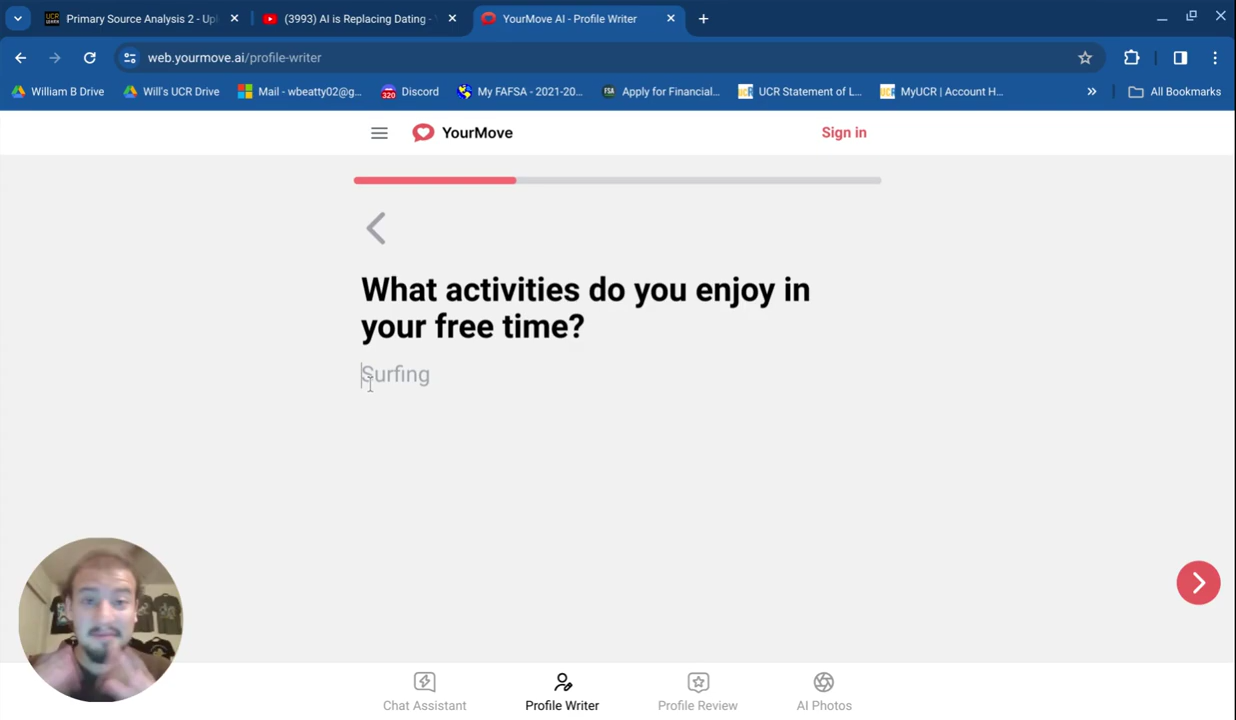 Primary Source Analysis 2 - Upl
(3993) AI is Replacing Dating -
YourMove AI - Profile Writer
web.yourmove.ai/profile-writer
William B Drive
Will's UCR Drive
Mail - wbeatty02@g...
320
Discord
My FAFSA - 2021-20...
FSA
Apply for Financial...
UCR Statement of L...
MyUCR | Account H...
»
All Bookmarks
YourMove
Sign in
What activities do you enjoy in
your free time?
Surfing
Chat Assistant
Profile Writer
Profile Review
AI Photos